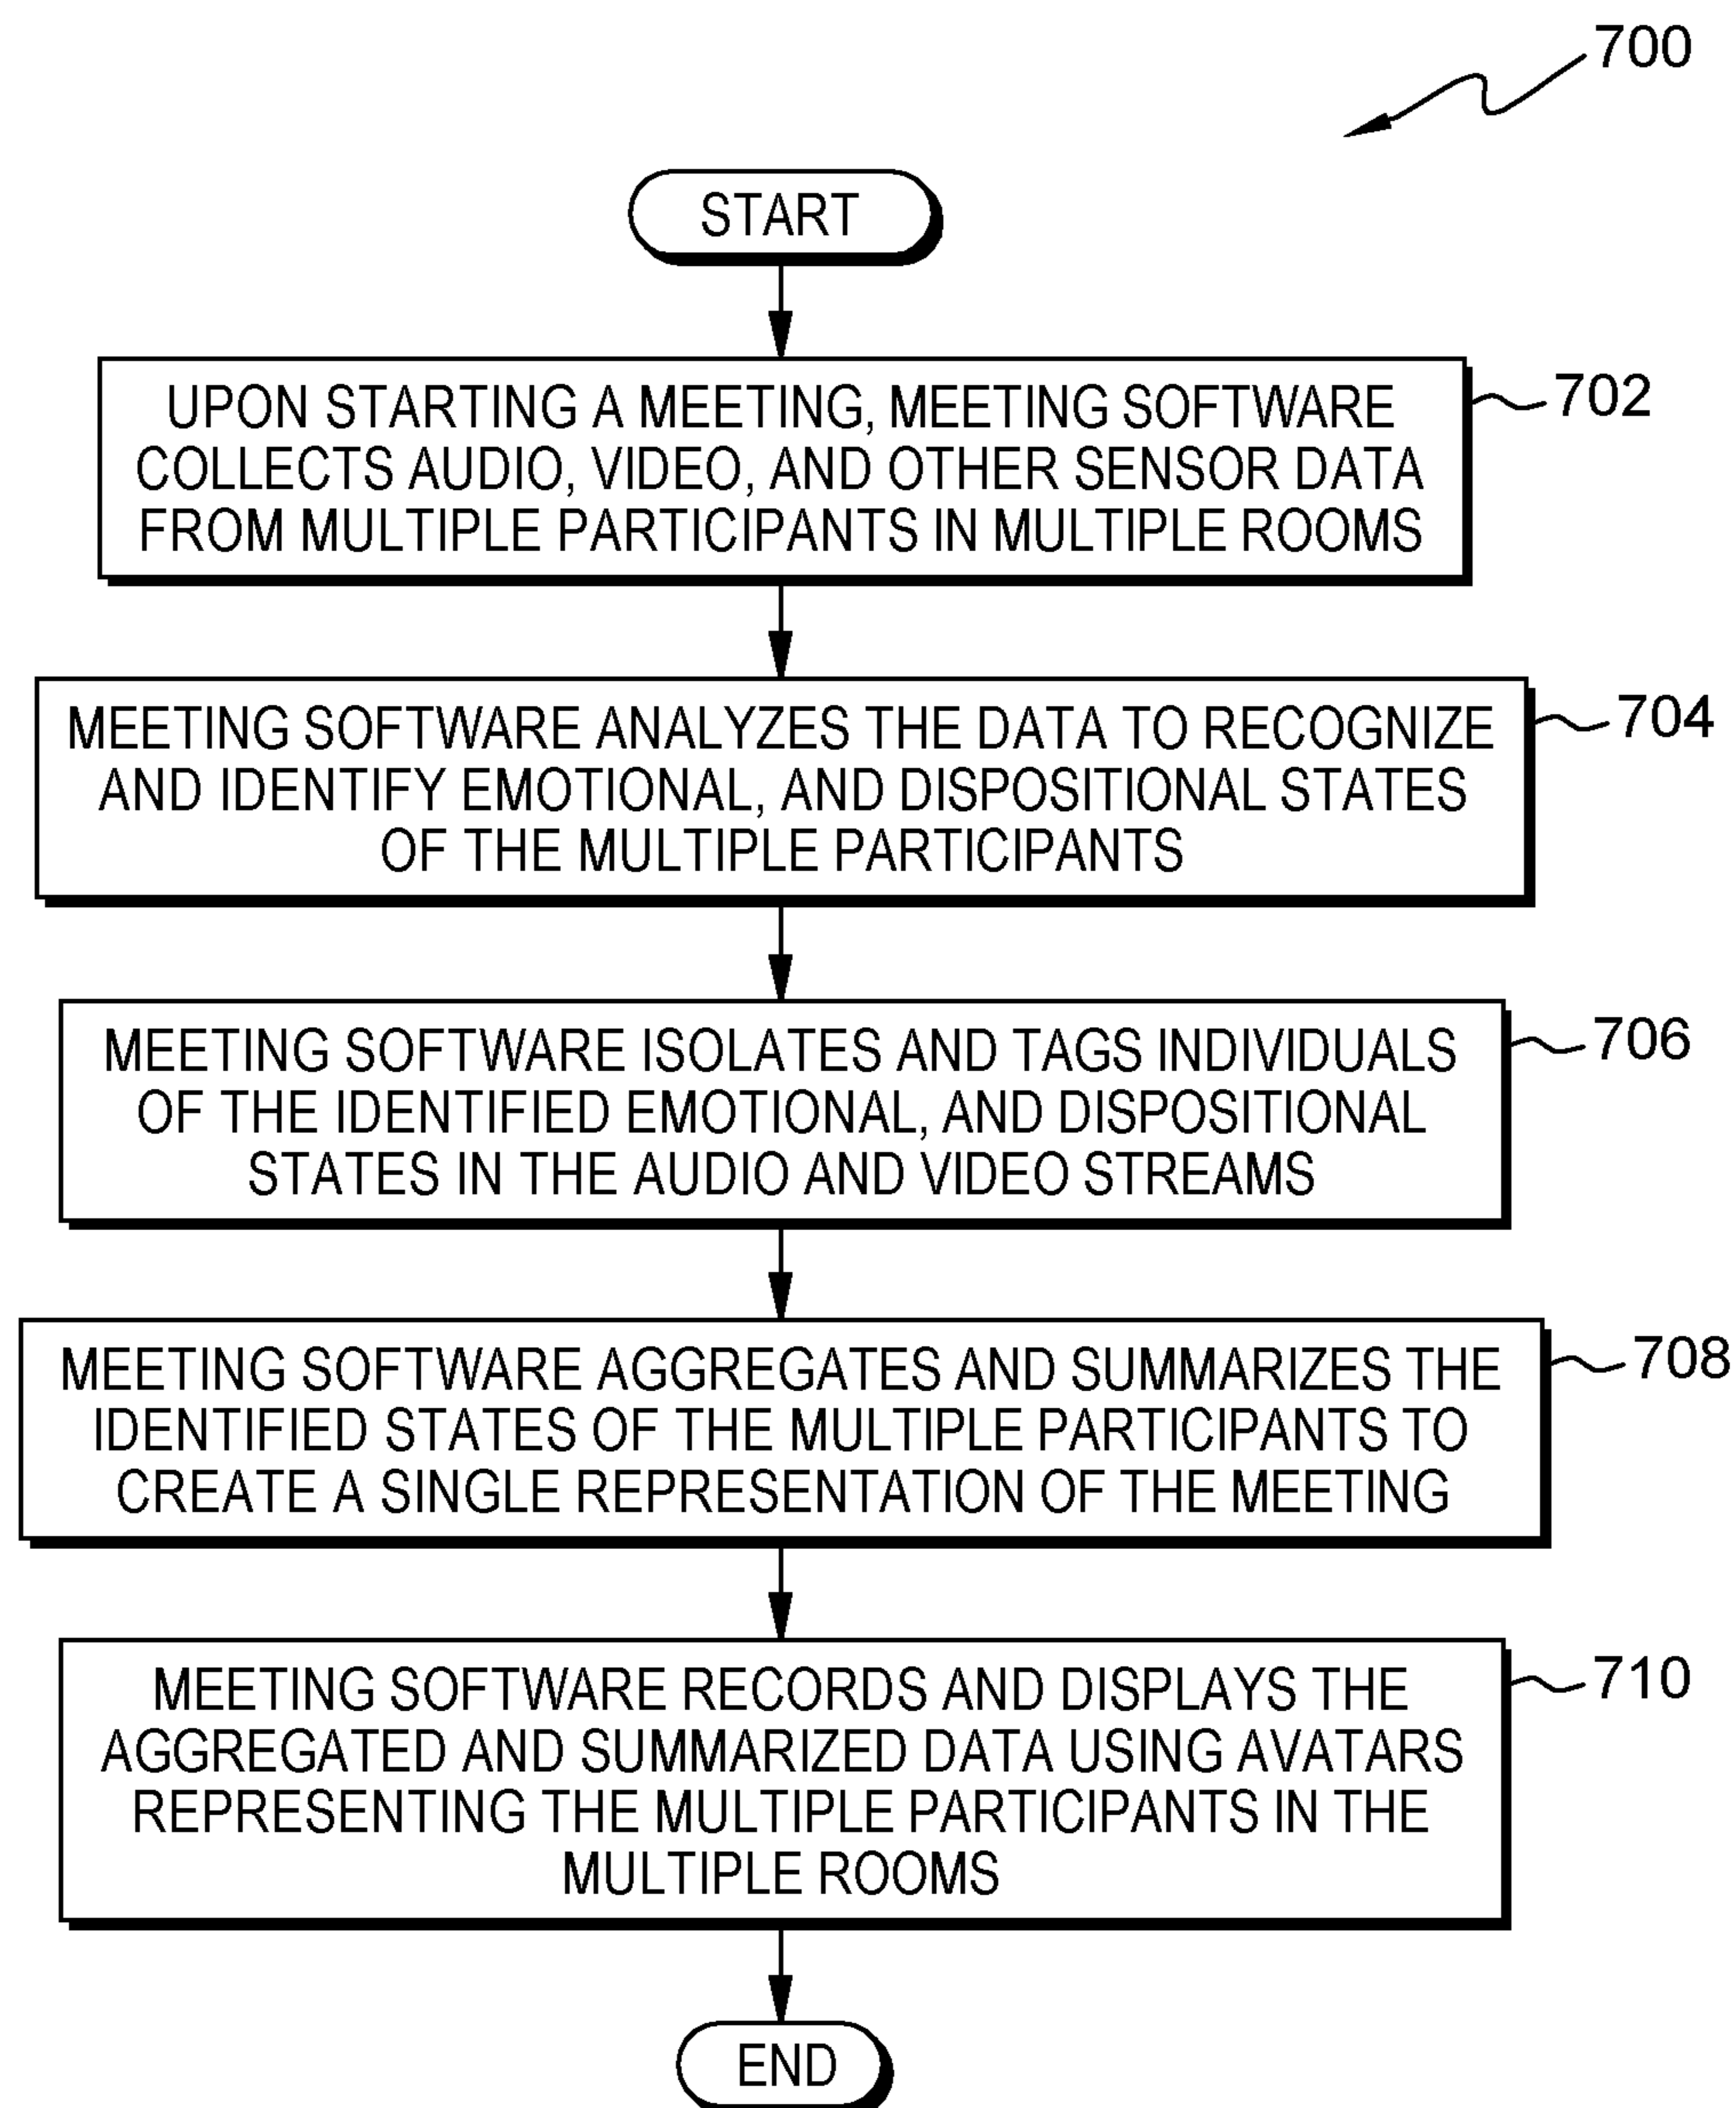 700
START
UPON STARTING A MEETING, MEETING SOFTWARE
COLLECTS AUDIO, VIDEO, AND OTHER SENSOR DATA
FROM MULTIPLE PARTICIPANTS IN MULTIPLE ROOMS
702
MEETING SOFTWARE ANALYZES THE DATA TO RECOGNIZE
AND IDENTIFY EMOTIONAL, AND DISPOSITIONAL STATES
OF THE MULTIPLE PARTICIPANTS
704
MEETING SOFTWARE ISOLATES AND TAGS INDIVIDUALS
OF THE IDENTIFIED EMOTIONAL, AND DISPOSITIONAL
STATES IN THE AUDIO AND VIDEO STREAMS
706
MEETING SOFTWARE AGGREGATES AND SUMMARIZES THE
IDENTIFIED STATES OF THE MULTIPLE PARTICIPANTS TO
CREATE A SINGLE REPRESENTATION OF THE MEETING
708
MEETING SOFTWARE RECORDS AND DISPLAYS THE
AGGREGATED AND SUMMARIZED DATA USING AVATARS
REPRESENTING THE MULTIPLE PARTICIPANTS IN THE
MULTIPLE ROOMS
710
END